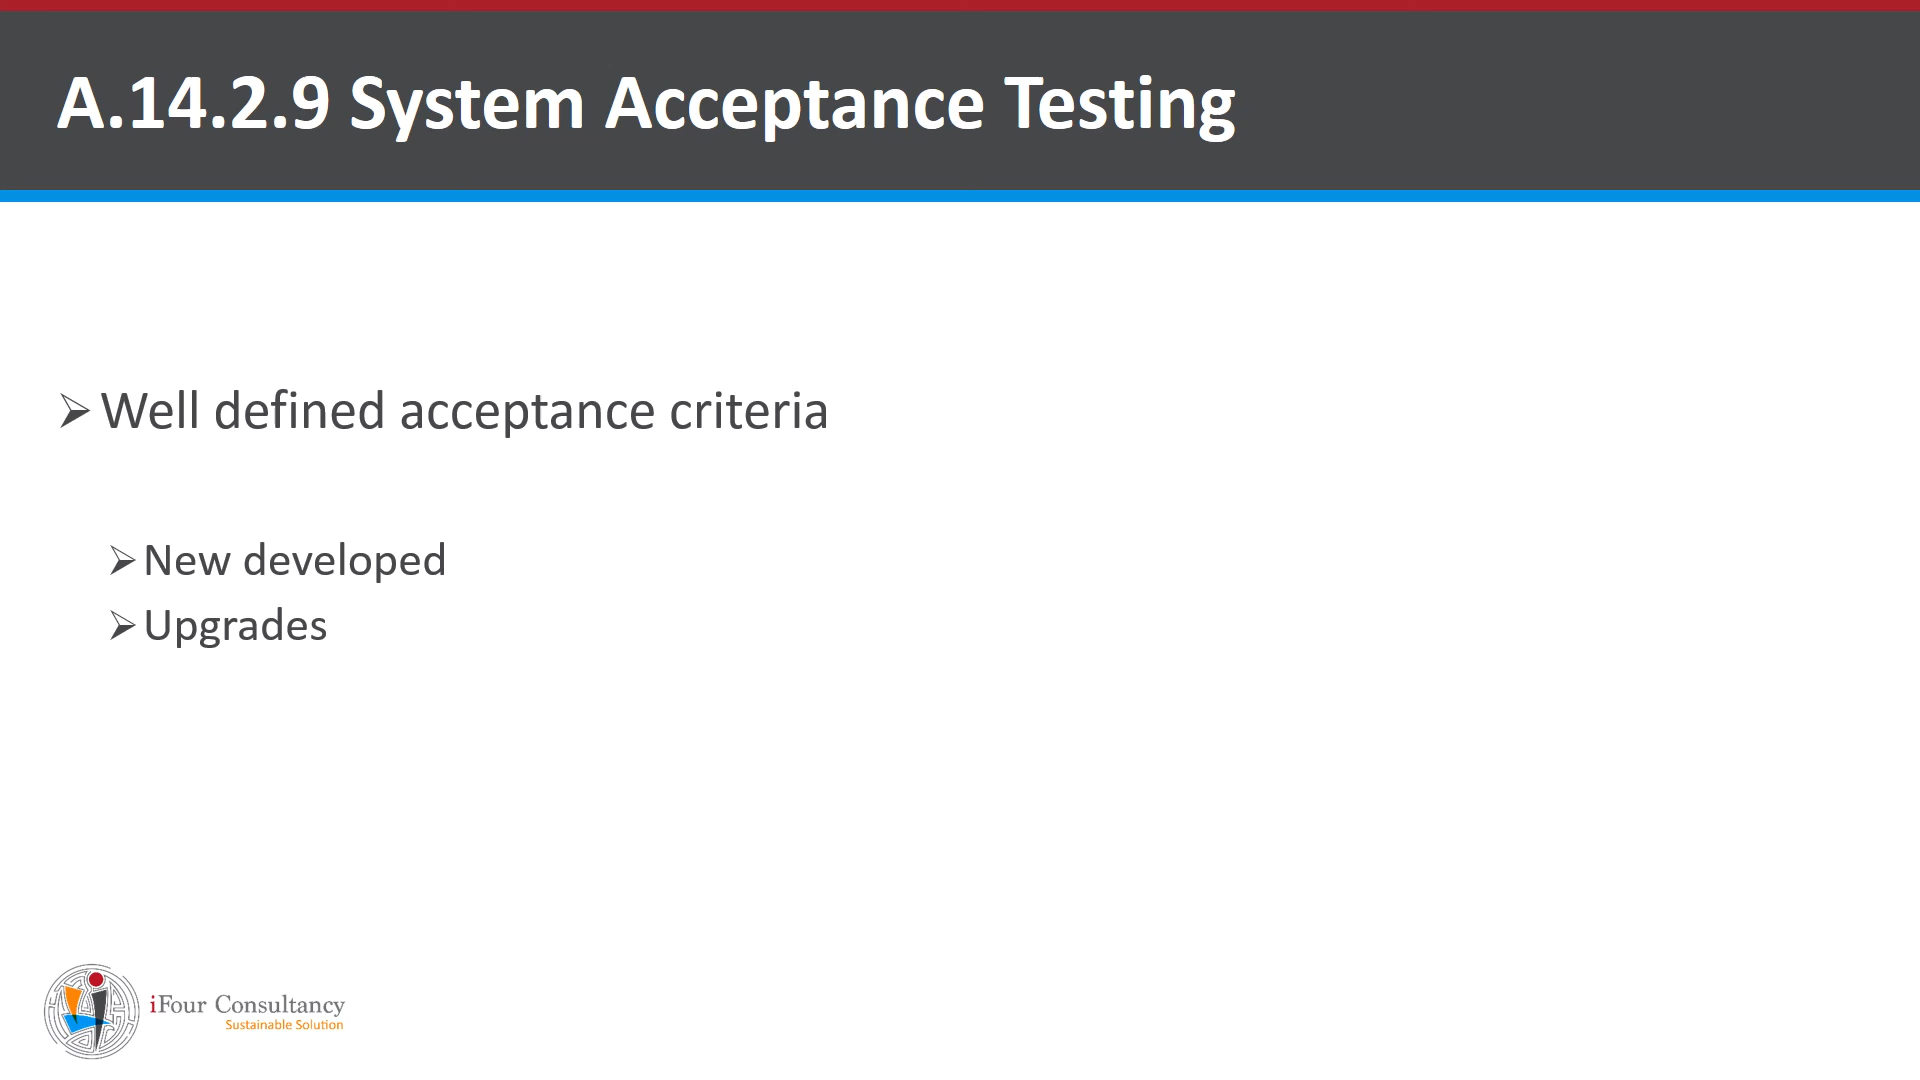 A.14.2.9 System Acceptance Testing
Well defined acceptance criteria
New developed
Upgrades
iFour Consultancy
Sustainable Solution